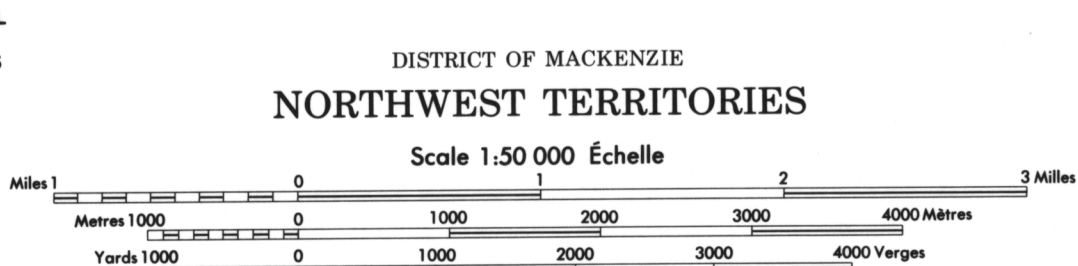 DISTRICT OF MACKENZIE
NORTHWEST TERRITORIES
Scale 1:50 000 Échelle
Miles 1 0 1 2 3 Milles
Metres 1000 0 1000 2000 3000 4000 Mètres
Yards 1000 0 1000 2000 3000 4000 Verges